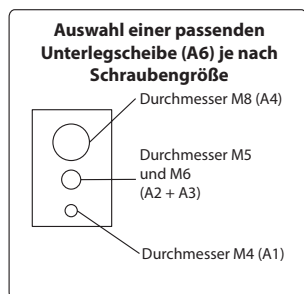 Auswahl einer passenden
Unterlegscheibe (A6) je nach
Schraubengröße
Durchmesser M8 (A4)
Durchmesser M5
und M6
(A2 + A3)
Durchmesser M4 (A1)